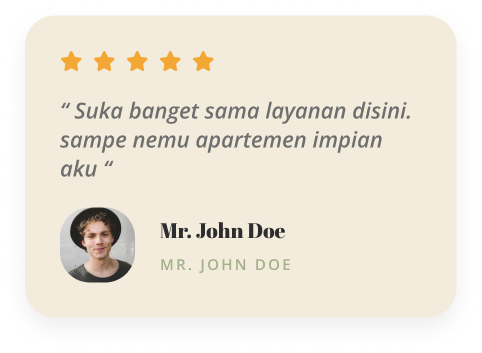 “ Suka banget sama layanan disini.
sampe nemu apartemen impian
aku “
Mr. John Doe
MR. JOHN DOE